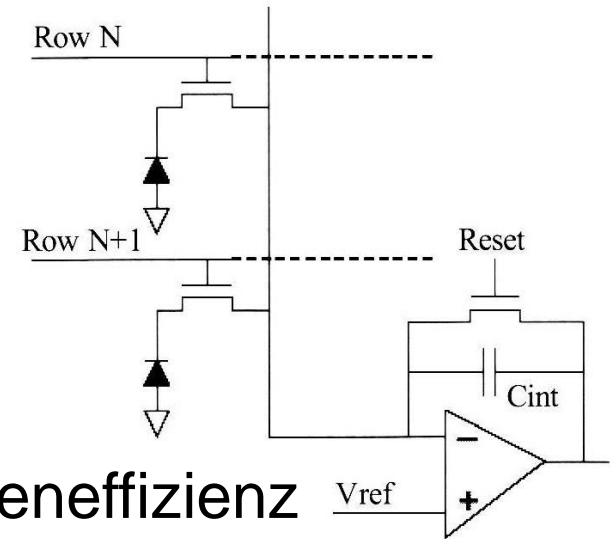 Row N
Row N+1
Reset
Cint
eneffizienz
Vref
−
+